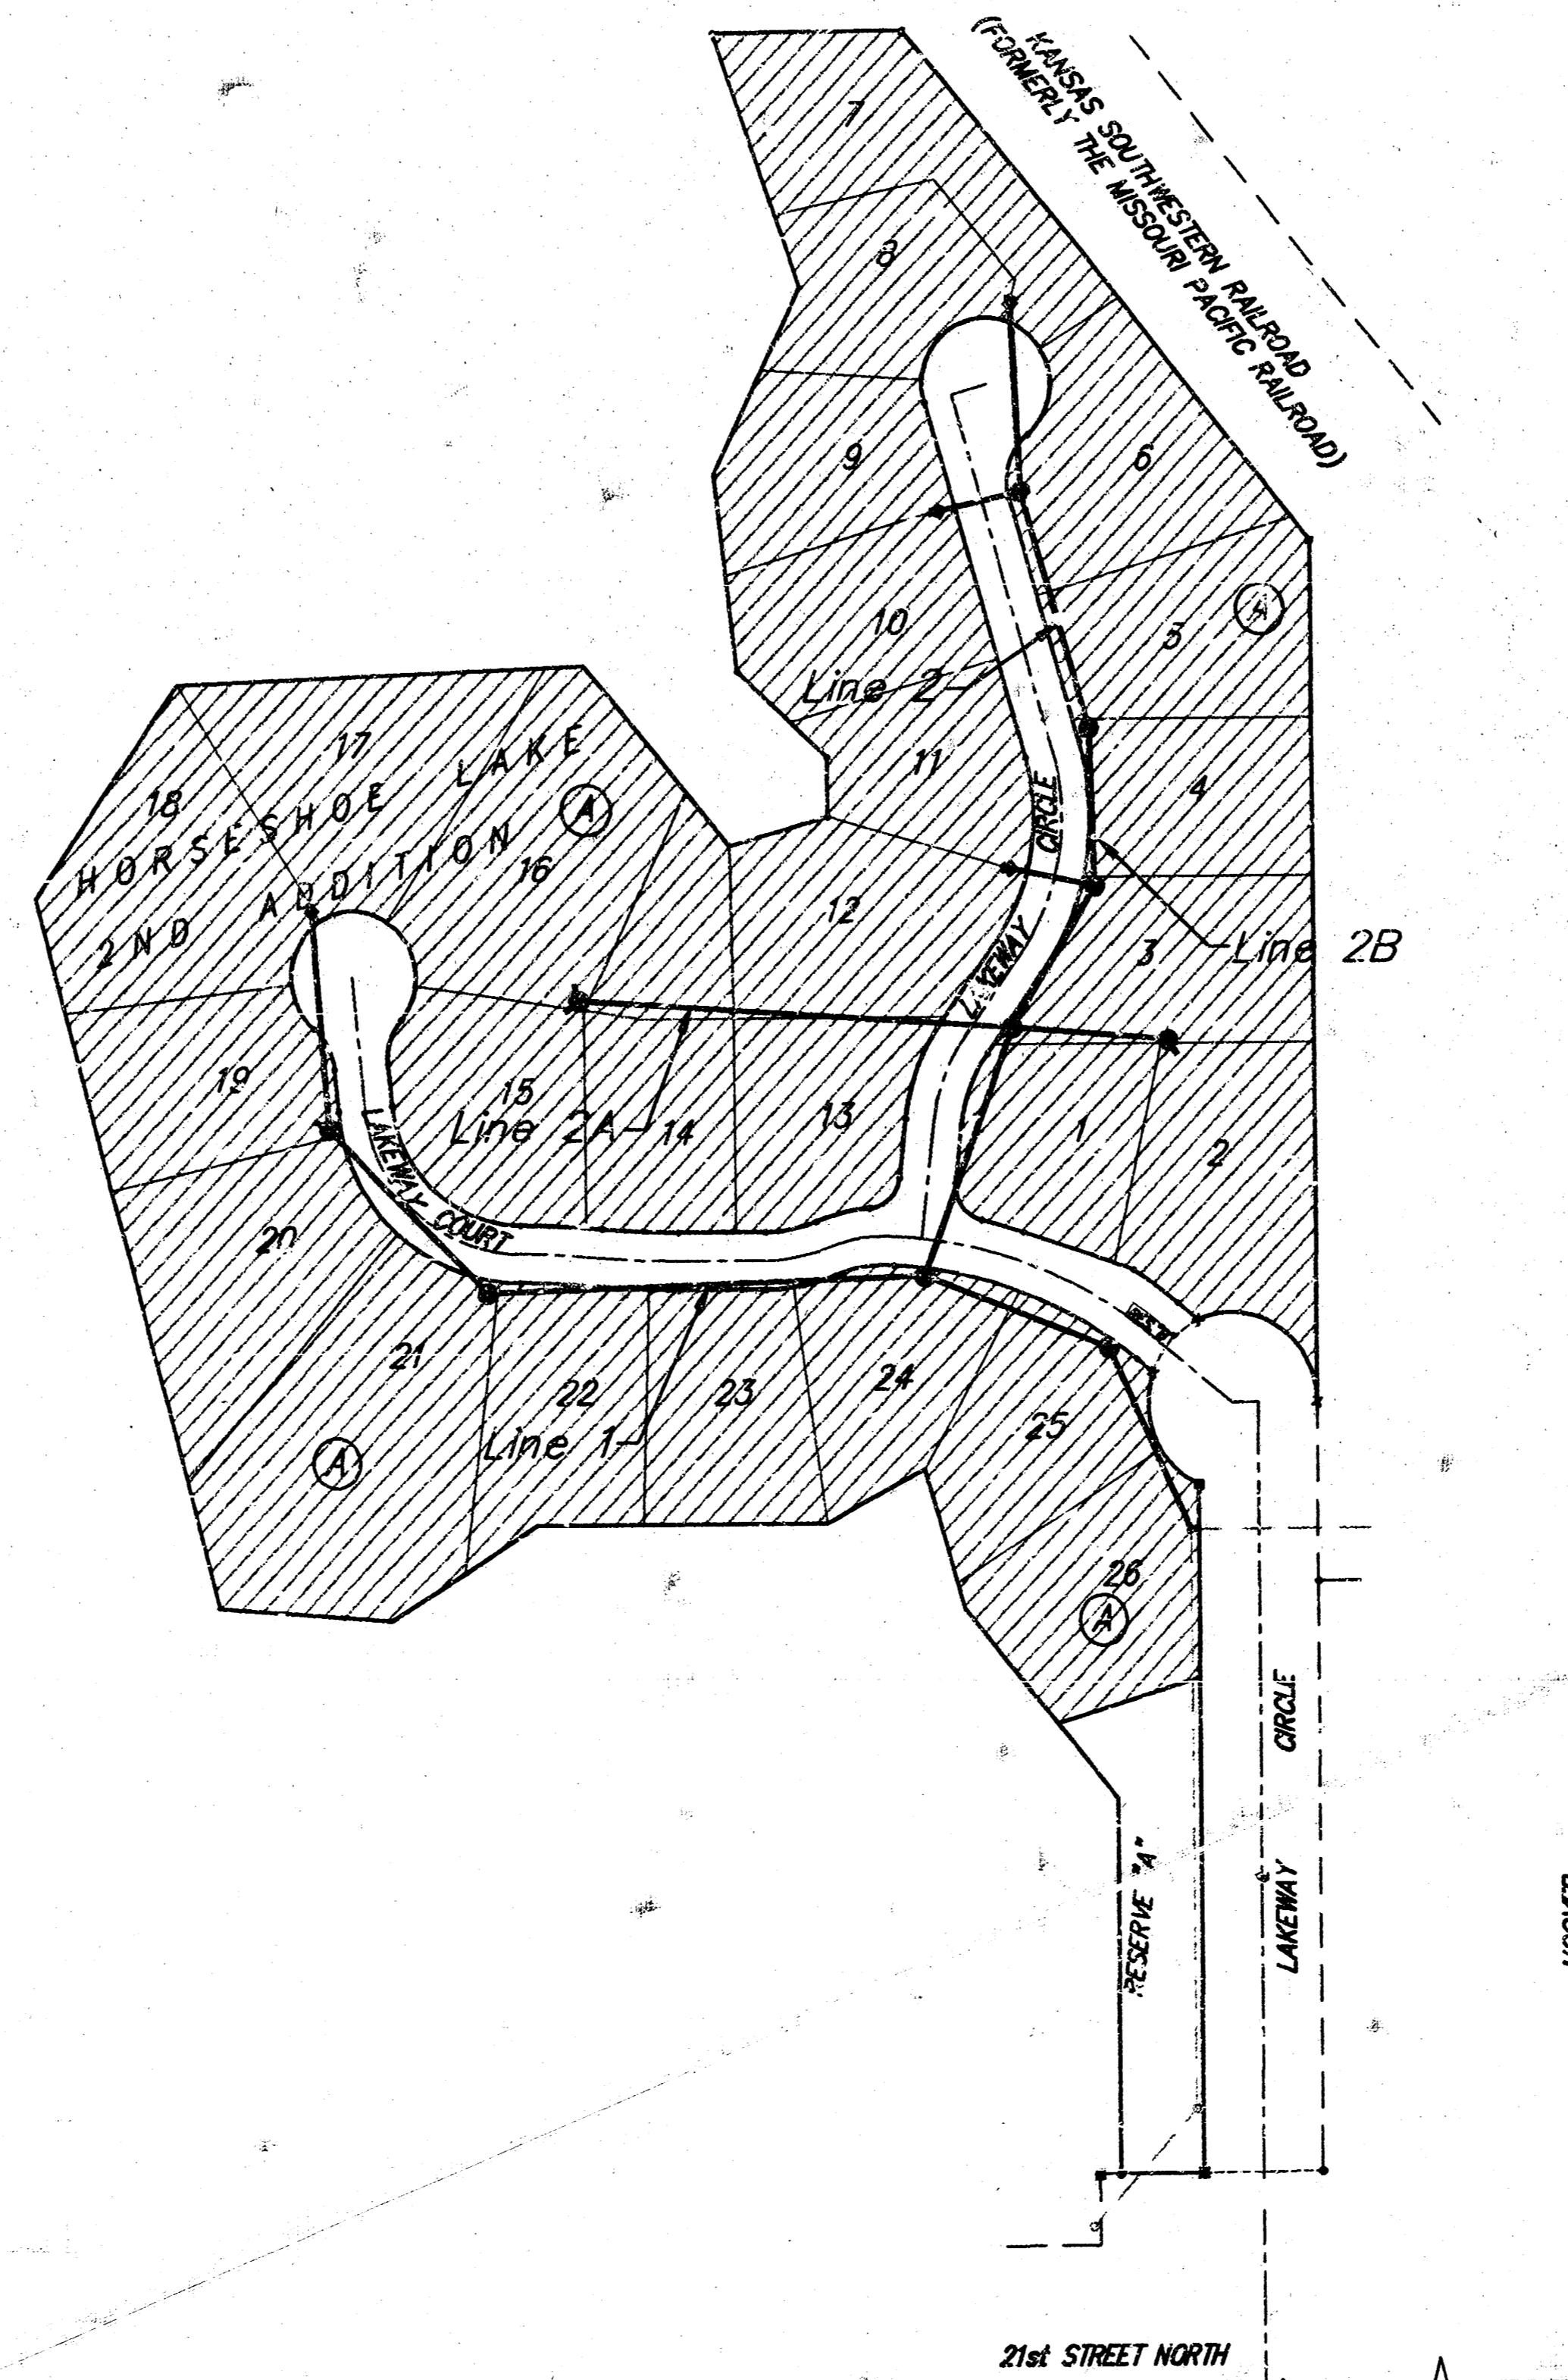 KANSAS SOUTHWESTERN RAILROAD
(FORMERLY THE MISSOURI PACIFIC RAILROAD)
7
8
9
6
A
10
5
Line 2
11
4
CIRCLE
17
HORSESHOE LAKE
18
A
2ND ADDITION
16
12
LAKEWAY
3
Line 2B
19
15
Line 2A
14
13
1
2
LAKEWAY COURT
20
21
22
23
24
25
Line 1
A
26
A
CIRCLE
LAKEWAY
RESERVE "A"
21st STREET NORTH